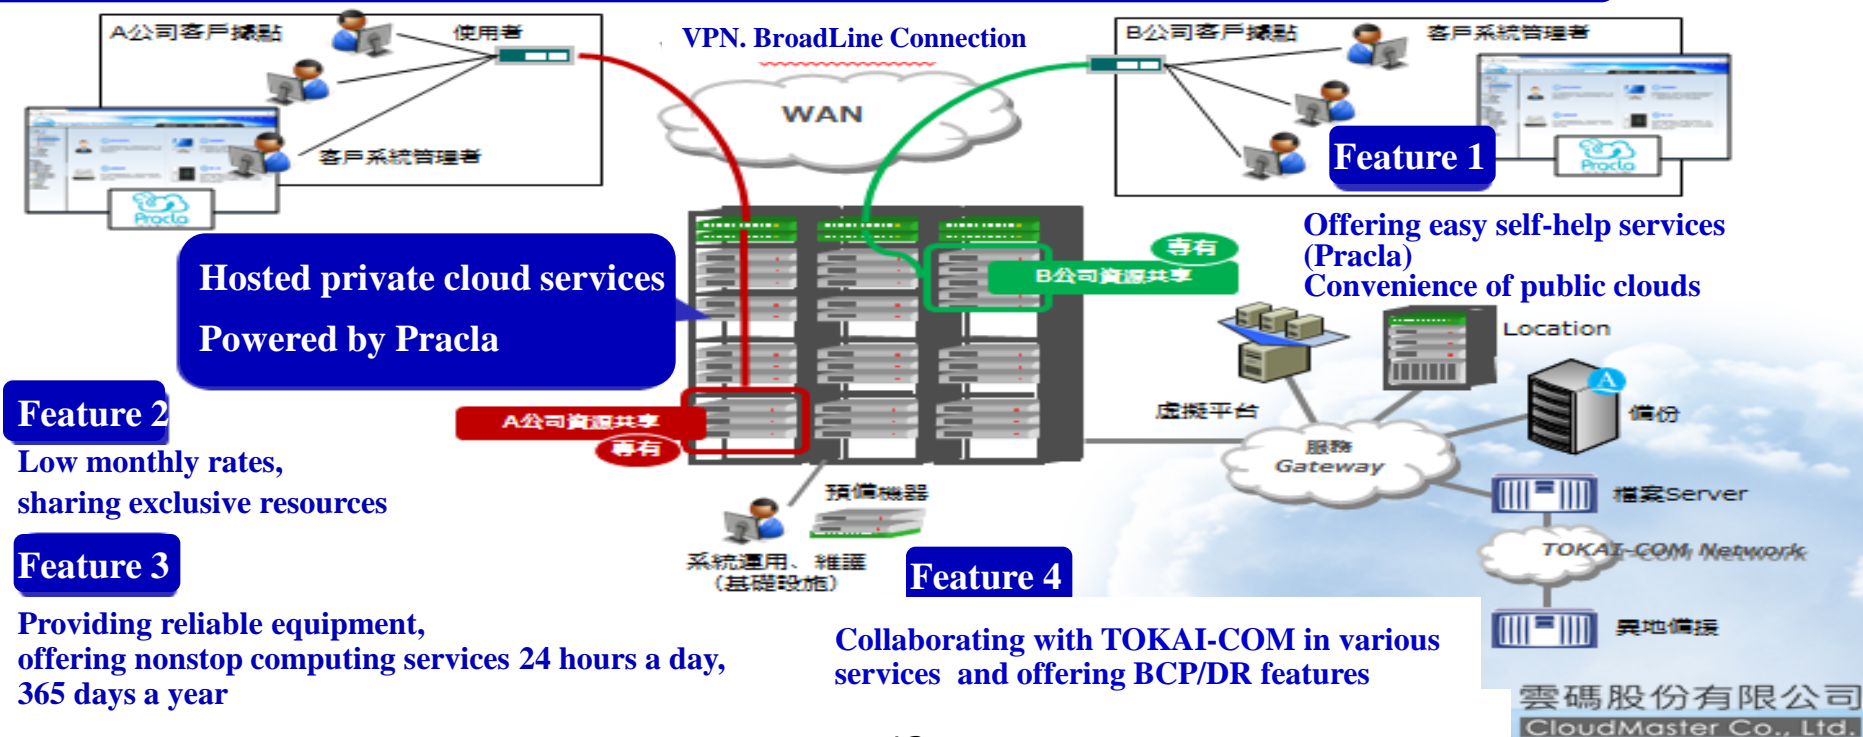 A公司客戶據點
使用者
客戶系統管理者
Pracla
VPN. BroadLine Connection
WAN
B公司客戶據點
客戶系統管理者
Pracla
Feature 1
Offering easy self-help services
(Pracla)
Convenience of public clouds
Hosted private cloud services
Powered by Pracla
專有
B公司資源共享
A公司資源共享
專有
Feature 2
Low monthly rates,
sharing exclusive resources
Feature 3
Providing reliable equipment,
offering nonstop computing services 24 hours a day,
365 days a year
預備機器
系統運用、維護
(基礎設施)
Feature 4
Collaborating with TOKAI-COM in various
services and offering BCP/DR features
虛擬平台
Location
A
備份
服務
Gateway
檔案Server
TOKAI-COM Network
異地備援
雲碼股份有限公司
CloudMaster Co., Ltd.